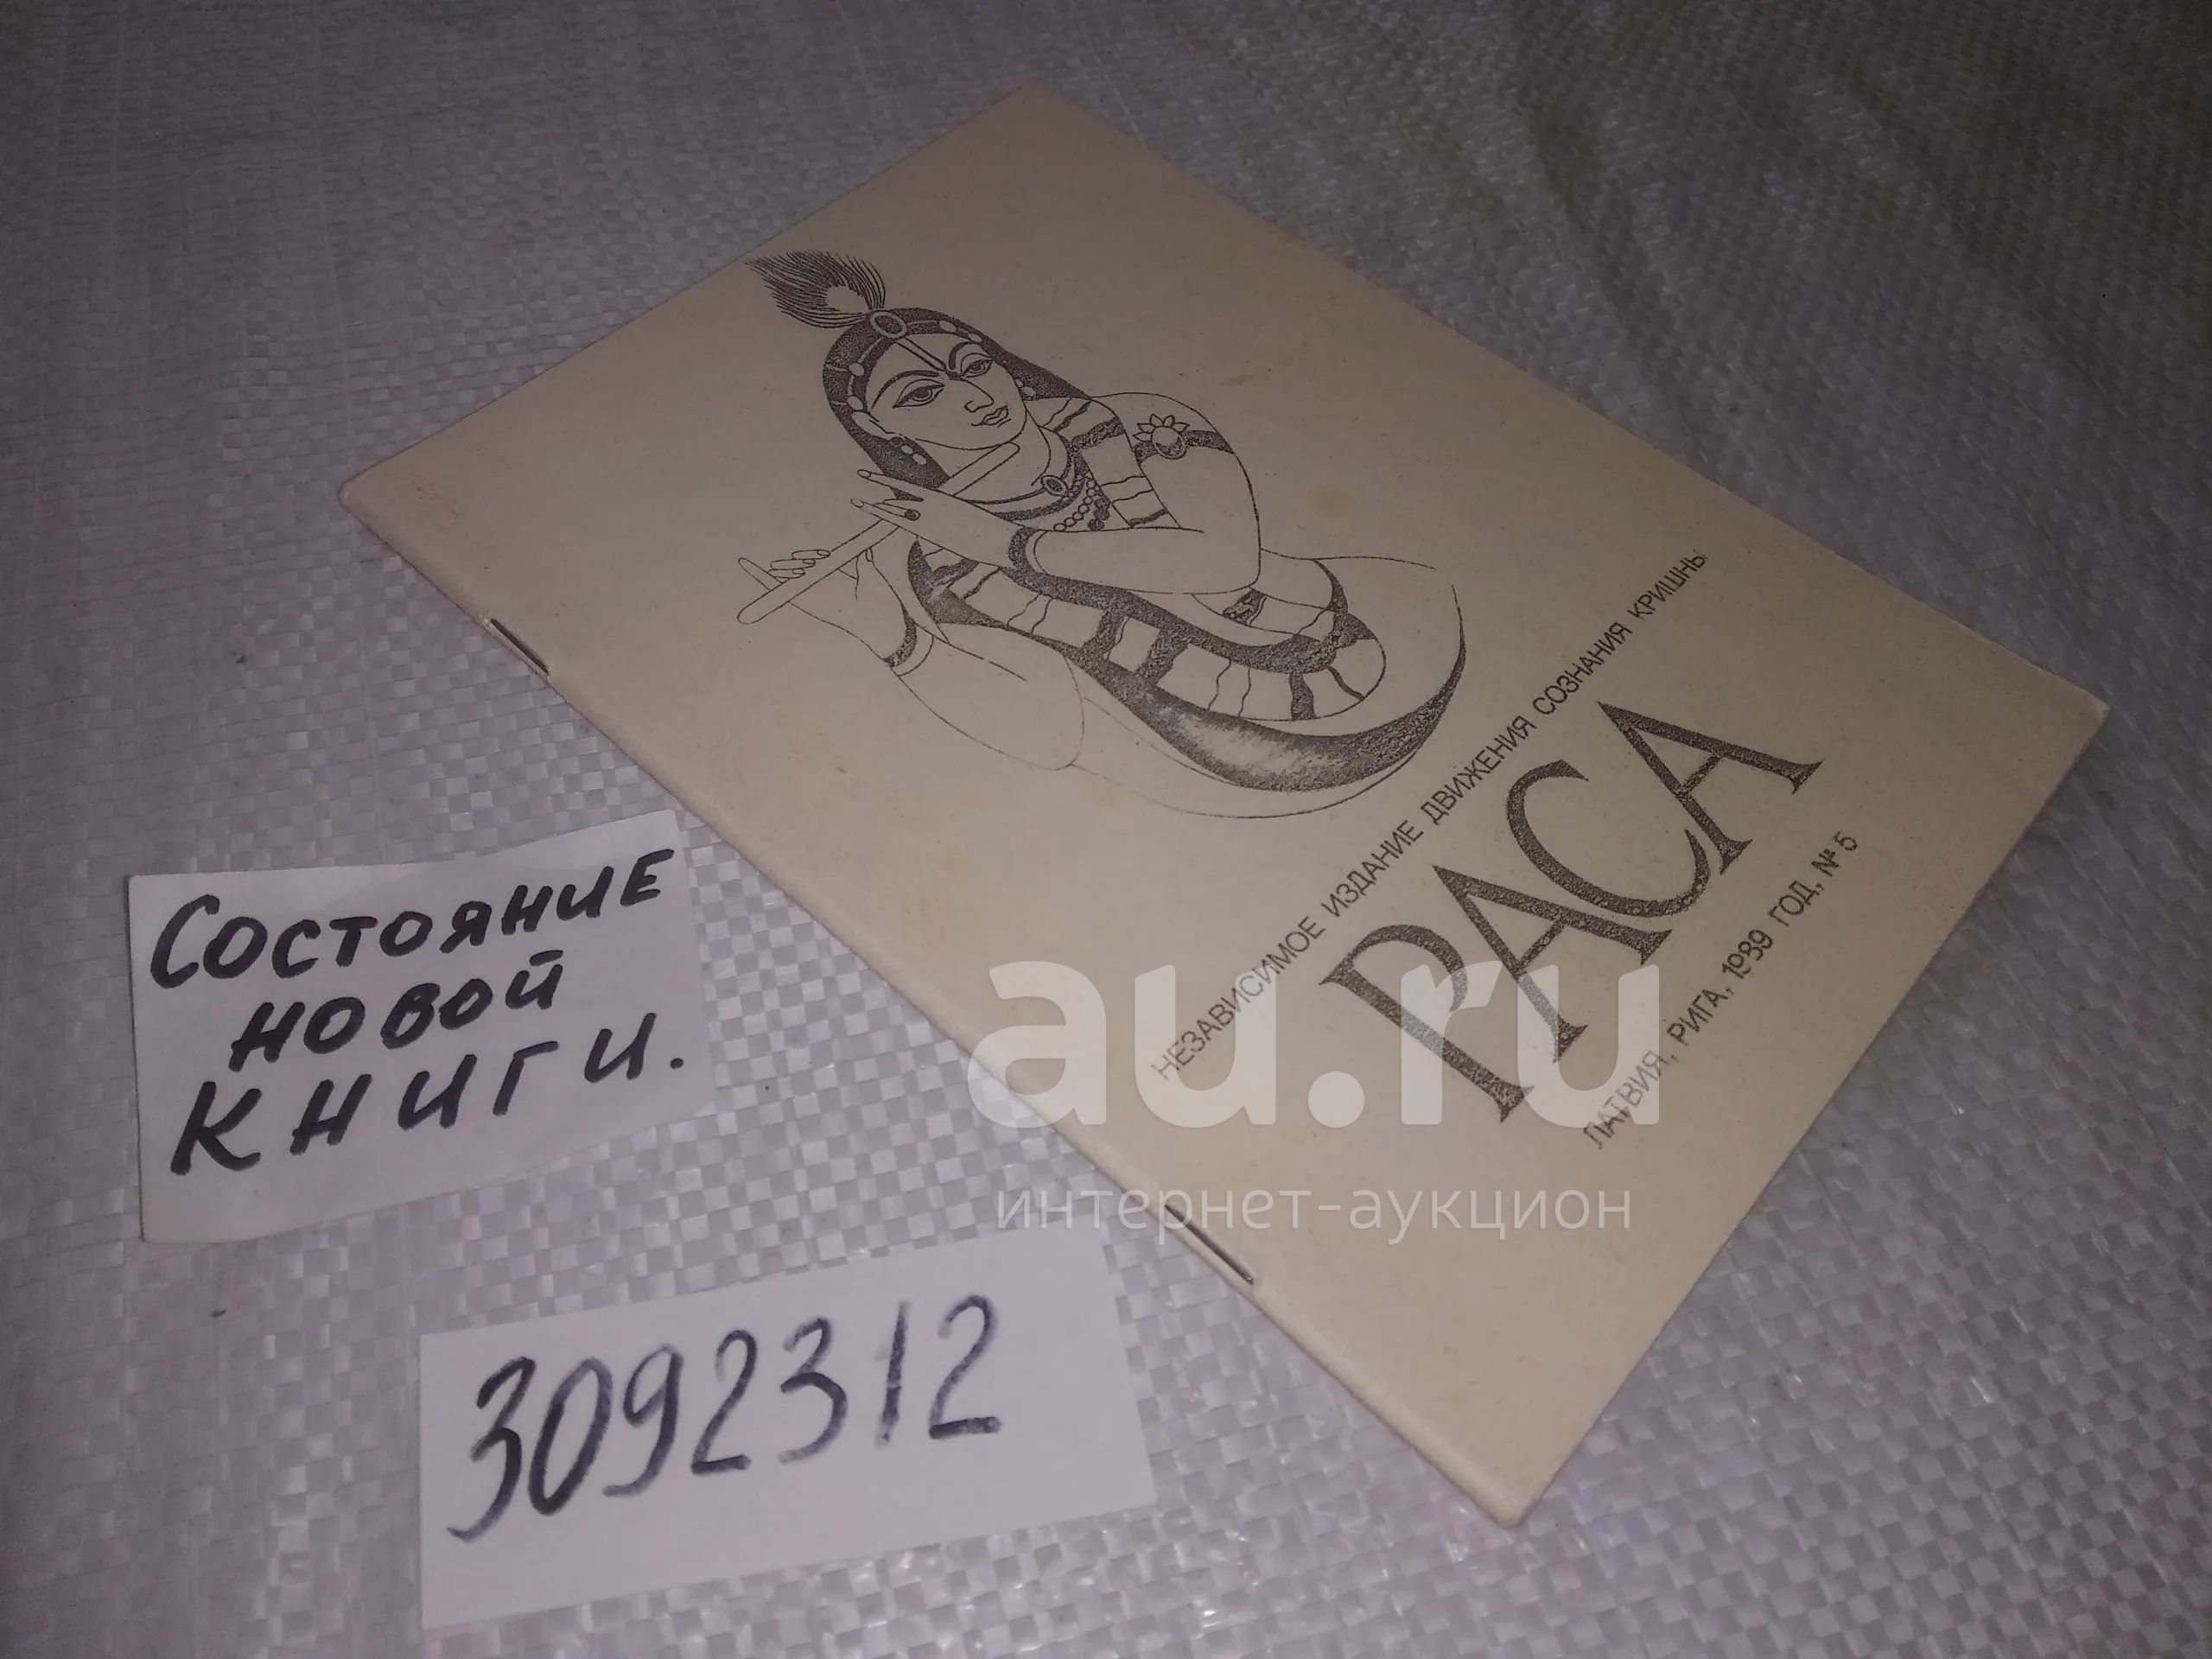 НЕЗАВИСИМОЕ ИЗДАНИЕ ДВИЖЕНИЯ СОЗНАНИЯ КРИШНЫ
РАСА
ЛАТВИЯ, РИГА, 1989 ГОД, № 5
Состояние
новой
книги.
3092312
au.ru
интернет-аукцион